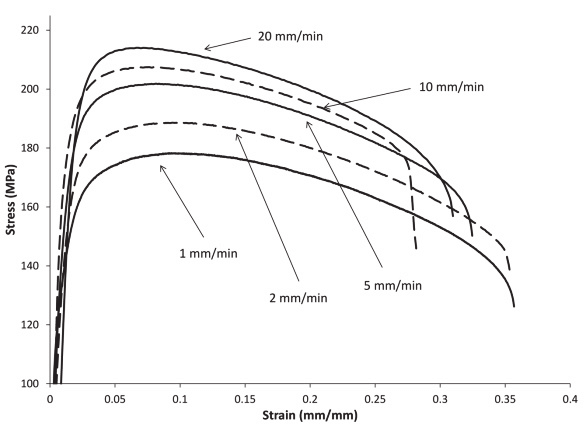 220
200
180
160
140
120
100
Stress (MPa)
20 mm/min
10 mm/min
1 mm/min
2 mm/min
5 mm/min
0
0.05
0.1
0.15
0.2
0.25
0.3
0.35
0.4
Strain (mm/mm)